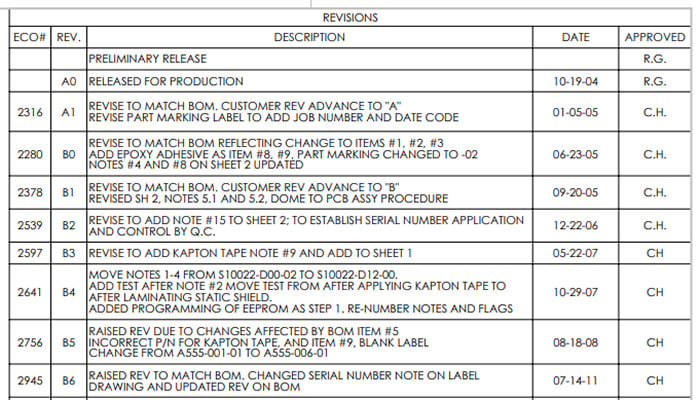 REVISIONS
ECO# REV. DESCRIPTION DATE APPROVED
PRELIMINARY RELEASE R.G.
A0 RELEASED FOR PRODUCTION 10-19-04 R.G.
2316 A1 REVISE TO MATCH BOM. CUSTOMER REV ADVANCE TO "A" 01-05-05 C.H.
REVISE PART MARKING LABEL TO ADD JOB NUMBER AND DATE CODE
2280 B0 REVISE TO MATCH BOM REFLECTING CHANGE TO ITEMS #1, #2, #3 06-23-05 C.H.
ADD EPOXY ADHESIVE AS ITEM #8, #9, PART MARKING CHANGED TO -02
NOTES #4 AND #8 ON SHEET 2 UPDATED
2378 B1 REVISE TO MATCH BOM. CUSTOMER REV ADVANCE TO "B" 09-20-05 C.H.
REVISED SH 2, NOTES 5.1 AND 5.2, DOME TO PCB ASSY PROCEDURE
2539 B2 REVISE TO ADD NOTE #15 TO SHEET 2; TO ESTABLISH SERIAL NUMBER APPLICATION 12-22-06 C.H.
AND CONTROL BY Q.C.
2597 B3 REVISE TO ADD KAPTON TAPE NOTE #9 AND ADD TO SHEET 1 05-22-07 CH
2641 B4 MOVE NOTES 1-4 FROM S10022-D00-02 TO S10022-D12-00. 10-29-07 CH
ADD TEST AFTER NOTE #2 MOVE TEST FROM AFTER APPLYING KAPTON TAPE TO
AFTER LAMINATING STATIC SHIELD.
ADDED PROGRAMMING OF EEPROM AS STEP 1. RE-NUMBER NOTES AND FLAGS
2756 B5 RAISED REV DUE TO CHANGES AFFECTED BY BOM ITEM #5 08-18-08 CH
INCORRECT P/N FOR KAPTON TAPE, AND ITEM #9, BLANK LABEL
CHANGE FROM A555-001-01 TO A555-006-01
2945 B6 RAISED REV TO MATCH BOM. CHANGED SERIAL NUMBER NOTE ON LABEL 07-14-11 CH
DRAWING AND UPDATED REV ON BOM